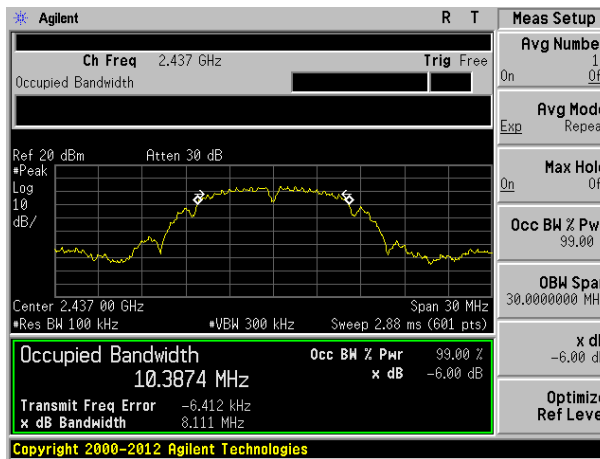 Agilent R T Meas Setup
Ch Freq 2.437 GHz Trig Free
Occupied Bandwidth
Ref 20 dBm Atten 30 dB
#Peak
Log
10
dB/
Center 2.437 00 GHz Span 30 MHz
#Res BW 100 kHz #VBW 300 kHz Sweep 2.88 ms (601 pts)
Occupied Bandwidth Occ BW % Pwr 99.00 %
10.3874 MHz x dB -6.00 dB
Transmit Freq Error -6.412 kHz
x dB Bandwidth 8.111 MHz
Copyright 2000-2012 Agilent Technologies
Avg Numbe
1
On Of
Avg Mod
Exp Repea
Max Hol
On Of
Occ BW % Pw
99.00
OBW Spa
30.0000000 MH
x d
-6.00 d
Optimiz
Ref Leve